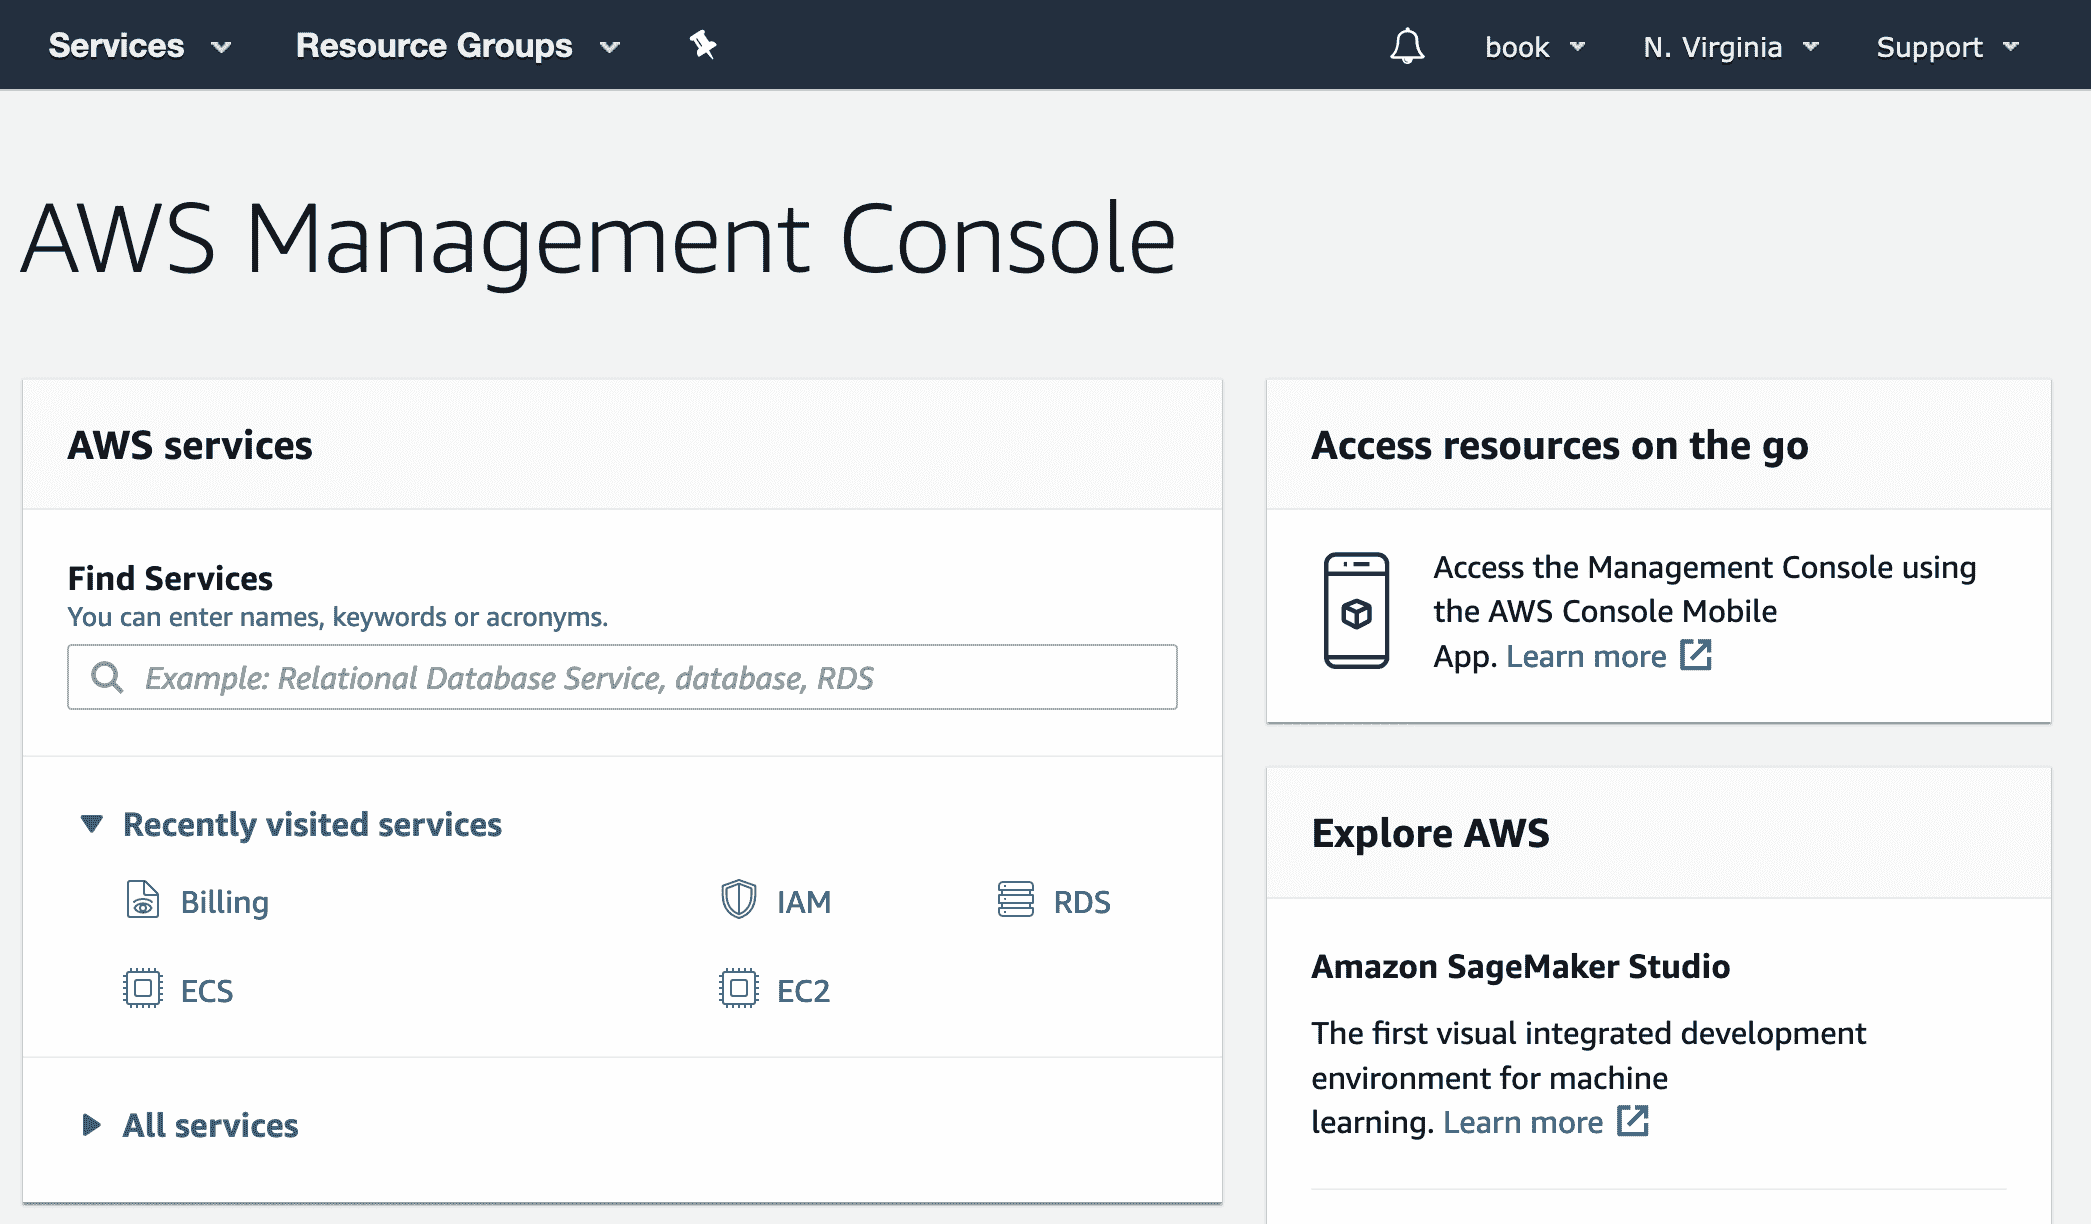 Services
Resource Groups
book
N. Virginia
Support
AWS Management Console
AWS services
Find Services
You can enter names, keywords or acronyms.
Example: Relational Database Service, database, RDS
Recently visited services
Billing
IAM
RDS
ECS
EC2
All services
Access resources on the go
Access the Management Console using
the AWS Console Mobile
App. Learn more
Explore AWS
Amazon SageMaker Studio
The first visual integrated development
environment for machine
learning. Learn more